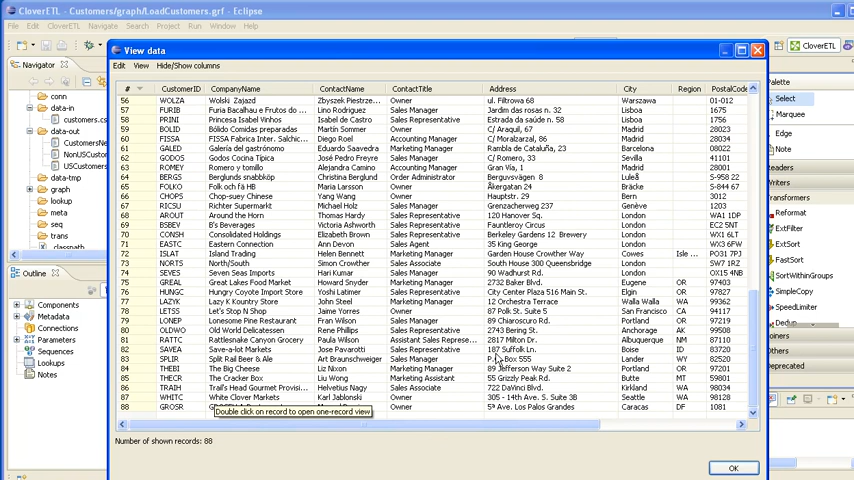 CloverETL - Customers/graph/LoadCustomers.grf - Eclipse
File Edit CloverETL Navigate Search Project Run Window Help
CloverETL
Navigator
conn
data-in
customers.cs
data-out
CustomersNe
NonUSCustom
USCustomers
data-tmp
graph
lookup
meta
seq
trans
.classpath
Outline
Components
Metadata
Connections
Parameters
Sequences
Lookups
Notes
View data
Edit View Hide/Show columns
# CustomerID CompanyName ContactName ContactTitle Address City Region PostalCode
56 WOLZA Wolski Zajazd Zbyszek Piestrze... Owner ul. Filtrowa 68 Warszawa 01-012
57 FURIB Furia Bacalhau e Frutos do ... Lino Rodriguez Sales Manager Jardim das rosas n. 32 Lisboa 1675
58 PRINI Princesa Isabel Vinhos Isabel de Castro Sales Representative Estrada da saúde n. 58 Lisboa 1756
59 BOLID Bólido Comidas preparadas Martín Sommer Owner C/ Araquil, 67 Madrid 28023
60 FISSA FISSA Fabrica Inter. Salchic... Diego Roel Accounting Manager C/ Moralzarzal, 86 Madrid 28034
61 GALED Galería del gastrónomo Eduardo Saavedra Marketing Manager Rambla de Cataluña, 23 Barcelona 08022
62 GODOS Godos Cocina Típica José Pedro Freyre Sales Manager C/ Romero, 33 Sevilla 41101
63 ROMEY Romero y tomillo Alejandra Camino Accounting Manager Gran Vía, 1 Madrid 28001
64 BERGS Berglunds snabbköp Christina Berglund Order Administrator Berguvsvägen 8 Luleå S-958 22
65 FOLKO Folk och fä HB Maria Larsson Owner Åkergatan 24 Bräcke S-844 67
66 CHOPS Chop-suey Chinese Yang Wang Owner Hauptstr. 29 Bern 3012
67 RICSU Richter Supermarkt Michael Holz Sales Manager Grenzacherweg 237 Genève 1203
68 AROUT Around the Horn Thomas Hardy Sales Representative 120 Hanover Sq. London WA1 1DP
69 BSBEV B's Beverages Victoria Ashworth Sales Representative Fauntleroy Circus London EC2 5NT
70 CONSH Consolidated Holdings Elizabeth Brown Sales Representative Berkeley Gardens 12 Brewery London WX1 6LT
71 EASTC Eastern Connection Ann Devon Sales Agent 35 King George London WX3 6FW
72 ISLAT Island Trading Helen Bennett Marketing Manager Garden House Crowther Way Cowes Isle ... PO31 7PJ
73 NORTS North/South Simon Crowther Sales Associate South House 300 Queensbridge London SW7 1RZ
74 SEVES Seven Seas Imports Hari Kumar Sales Manager 90 Wadhurst Rd. London OX15 4NB
75 GREAL Great Lakes Food Market Howard Snyder Marketing Manager 2732 Baker Blvd. Eugene OR 97403
76 HUNGC Hungry Coyote Import Store Yoshi Latimer Sales Representative City Center Plaza 516 Main St. Elgin OR 97827
77 LAZYK Lazy K Kountry Store John Steel Marketing Manager 12 Orchestra Terrace Walla Walla WA 99362
78 LETSS Let's Stop N Shop Jaime Yorres Owner 87 Polk St. Suite 5 San Francisco CA 94117
79 LONEP Lonesome Pine Restaurant Fran Wilson Sales Manager 89 Chiaroscuro Rd. Portland OR 97219
80 OLDWO Old World Delicatessen Rene Phillips Sales Representative 2743 Bering St. Anchorage AK 99508
81 RATTC Rattlesnake Canyon Grocery Paula Wilson Assistant Sales Represe... 2817 Milton Dr. Albuquerque NM 87110
82 SAVEA Save-a-lot Markets Jose Pavarotti Sales Representative 187 Suffolk Ln. Boise ID 83720
83 SPLIR Split Rail Beer & Ale Art Braunschweiger Sales Manager P.O. Box 555 Lander WY 82520
84 THEBI The Big Cheese Liz Nixon Marketing Manager 89 Jefferson Way Suite 2 Portland OR 97201
85 THECR The Cracker Box Liu Wong Marketing Assistant 55 Grizzly Peak Rd. Butte MT 59801
86 TRAIH Trail's Head Gourmet Provisi... Helvetius Nagy Sales Associate 722 DaVinci Blvd. Kirkland WA 98034
87 WHITC White Clover Markets Karl Jablonski Owner 305 - 14th Ave. S. Suite 3B Seattle WA 98128
88 GROSR Owner 5ª Ave. Los Palos Grandes Caracas DF 1081
Double click on record to open one-record view
Number of shown records: 88
OK
Palette
Select
Marquee
Edge
Note
Readers
Writers
Transformers
Reformat
ExtFilter
ExtSort
FastSort
SortWithinGroups
SimpleCopy
SpeedLimiter
Dedup
Joiners
Others
Deprecated